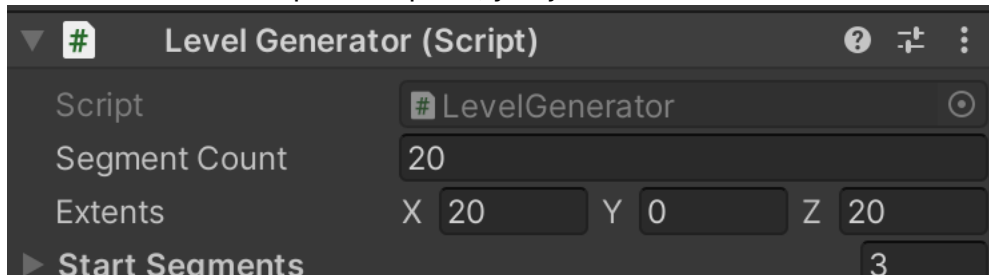 # Level Generator (Script)
Script # LevelGenerator
Segment Count 20
Extents X 20 Y 0 Z 20
Start Segments 3